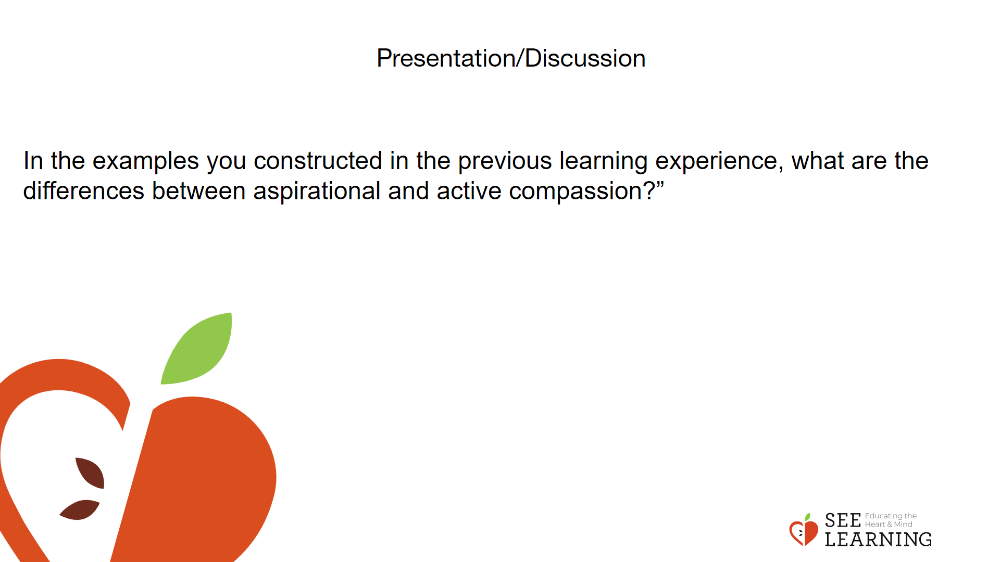 Presentation/Discussion
In the examples you constructed in the previous learning experience, what are the
differences between aspirational and active compassion?”
SEE Educating the
Heart & Mind
LEARNING